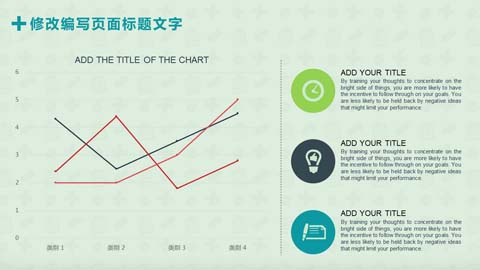 修改编写页面标题文字
ADD THE TITLE OF THE CHART
6
5
4
3
2
1
0
类别 1
类别 2
类别 3
类别 4
ADD YOUR TITLE
By training your thoughts to concentrate on the
bright side of things, you are more likely to have
the incentive to follow through on your goals. You
are less likely to be held back by negative ideas
that might limit your performance.
ADD YOUR TITLE
By training your thoughts to concentrate on the
bright side of things, you are more likely to have
the incentive to follow through on your goals. You
are less likely to be held back by negative ideas
that might limit your performance.
ADD YOUR TITLE
By training your thoughts to concentrate on the
bright side of things, you are more likely to have
the incentive to follow through on your goals. You
are less likely to be held back by negative ideas
that might limit your performance.